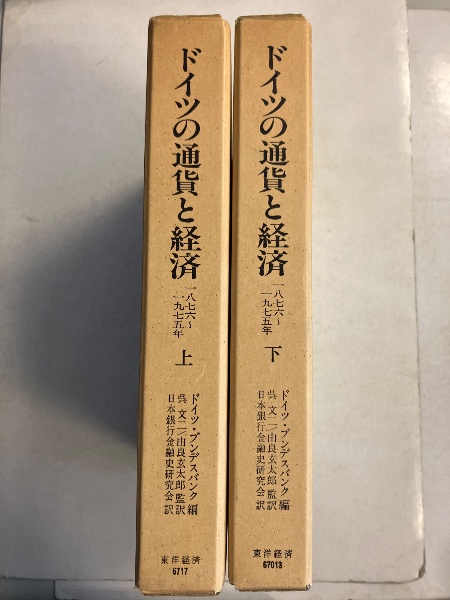 ドイツの通貨と経済
一八七六〜
一九七五年
上
ドイツ・ブンデスバンク編
呉文二/由良玄太郎監訳
日本銀行金融史研究会訳
東洋経済
6717
ドイツの通貨と経済
一八七六〜
一九七五年
下
ドイツ・ブンデスバンク編
呉文二/由良玄太郎監訳
日本銀行金融史研究会訳
東洋経済
67013